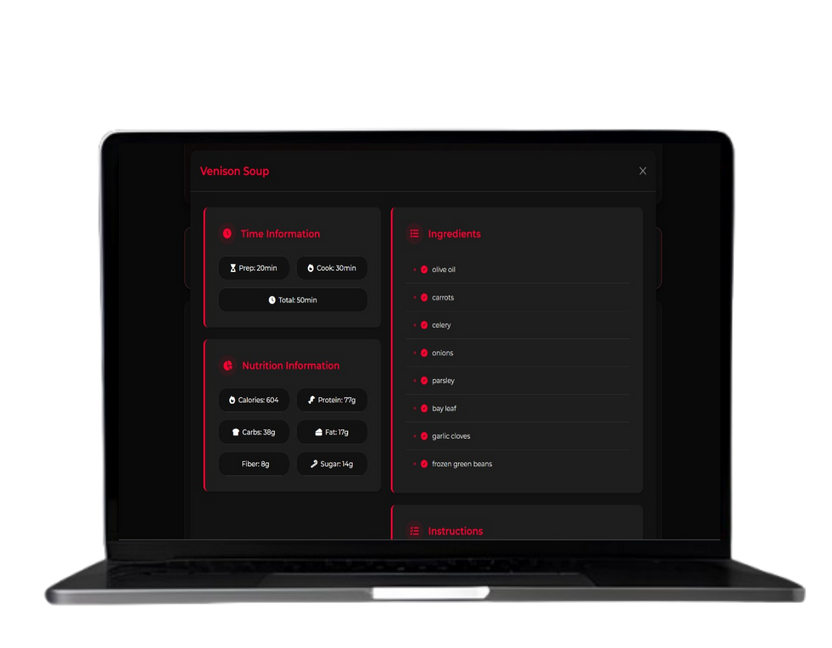 Venison Soup
X
Time Information
Prep: 20min
Cook: 30min
Total: 50min
Nutrition Information
Calories: 604
Protein: 77g
Carbs: 38g
Fat: 17g
Fiber: 8g
Sugar: 14g
Ingredients
olive oil
carrots
celery
onions
parsley
bay leaf
garlic cloves
frozen green beans
Instructions